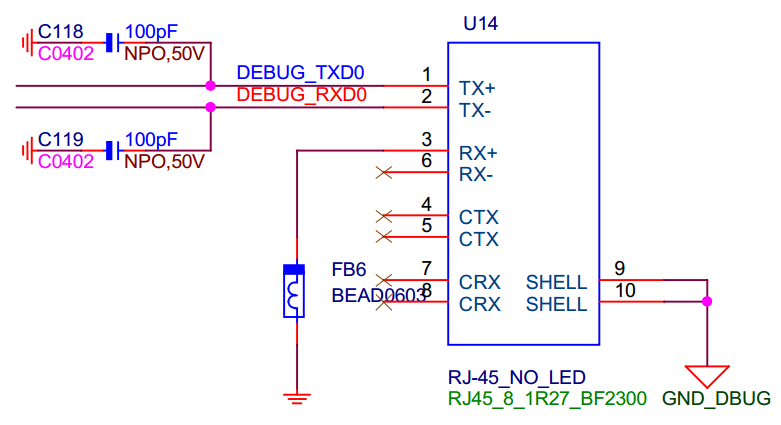 U14
C118 100pF
C0402 NPO,50V
DEBUG_TXD0 1 TX+
DEBUG_RXD0 2 TX-
C119 100pF
C0402 NPO,50V
3 RX+
6 RX-
4 CTX
5 CTX
FB6
BEAD0603
7 CRX SHELL 9
8 CRX SHELL 10
RJ-45_NO_LED
RJ45_8_1R27_BF2300 GND_DBUG